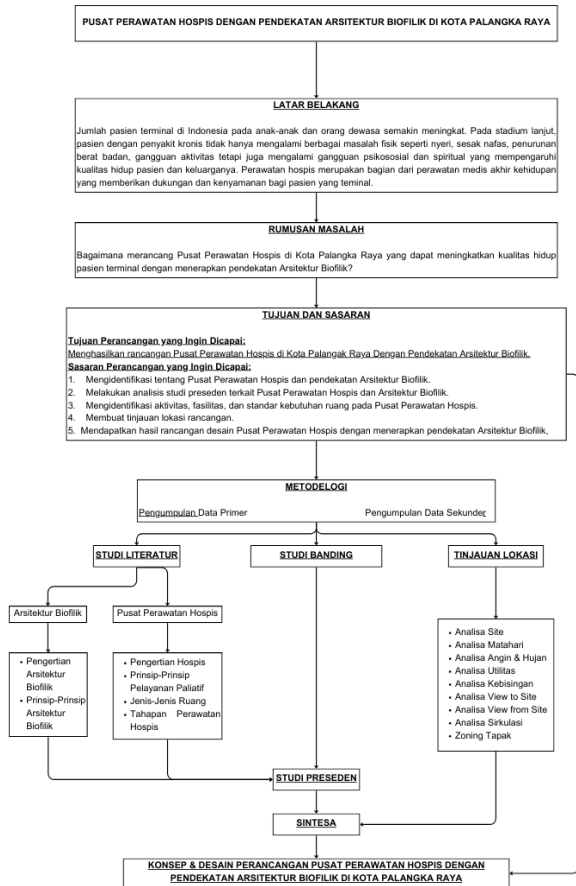 PUSAT PERAWATAN HOSPIS DENGAN PENDEKATAN ARSITEKTUR BIOFILIK DI KOTA PALANGKA RAYA
LATAR BELAKANG
Jumlah pasien terminal di Indonesia pada anak-anak dan orang dewasa semakin meningkat. Pada stadium lanjut,
pasien dengan penyakit kronis tidak hanya mengalami berbagai masalah fisik seperti nyeri, sesak nafas, penurunan
berat badan, gangguan aktivitas tetapi juga mengalami gangguan psikososial dan spiritual yang mempengaruhi
kualitas hidup pasien dan keluarganya. Perawatan hospis merupakan bagian dari perawatan medis akhir kehidupan
yang memberikan dukungan dan kenyamanan bagi pasien yang teminal.
RUMUSAN MASALAH
Bagaimana merancang Pusat Perawatan Hospis di Kota Palangka Raya yang dapat meningkatkan kualitas hidup
pasien terminal dengan menerapkan pendekatan Arsitektur Biofilik?
TUJUAN DAN SASARAN
Tujuan Perancangan yang Ingin Dicapai:
Menghasilkan rancangan Pusat Perawatan Hospis di Kota Palangak Raya Dengan Pendekatan Arsitektur Biofilik.
Sasaran Perancangan yang Ingin Dicapai:
1. Mengidentifikasi tentang Pusat Perawatan Hospis dan pendekatan Arsitektur Biofilik.
2. Melakukan analisis studi preseden terkait Pusat Perawatan Hospis dan Arsitektur Biofilik.
3. Mengidentifikasi aktivitas, fasilitas, dan standar kebutuhan ruang pada Pusat Perawatan Hospis.
4. Membuat tinjauan lokasi rancangan.
5. Mendapatkan hasil rancangan desain Pusat Perawatan Hospis dengan menerapkan pendekatan Arsitektur Biofilik,
METODELOGI
Pengumpulan Data Primer
Pengumpulan Data Sekunder
STUDI LITERATUR
STUDI BANDING
TINJAUAN LOKASI
Arsitektur Biofilik
Pusat Perawatan Hospis
• Pengertian
Arsitektur
Biofilik
• Prinsip-Prinsip
Arsitektur
Biofilik
• Pengertian Hospis
• Prinsip-Prinsip
Pelayanan Paliatif
• Jenis-Jenis Ruang
• Tahapan Perawatan
Hospis
• Analisa Site
• Analisa Matahari
• Analisa Angin & Hujan
• Analisa Utilitas
• Analisa Kebisingan
• Analisa View to Site
• Analisa View from Site
• Analisa Sirkulasi
• Zoning Tapak
STUDI PRESEDEN
SINTESA
KONSEP & DESAIN PERANCANGAN PUSAT PERAWATAN HOSPIS DENGAN
PENDEKATAN ARSITEKTUR BIOFILIK DI KOTA PALANGKA RAYA